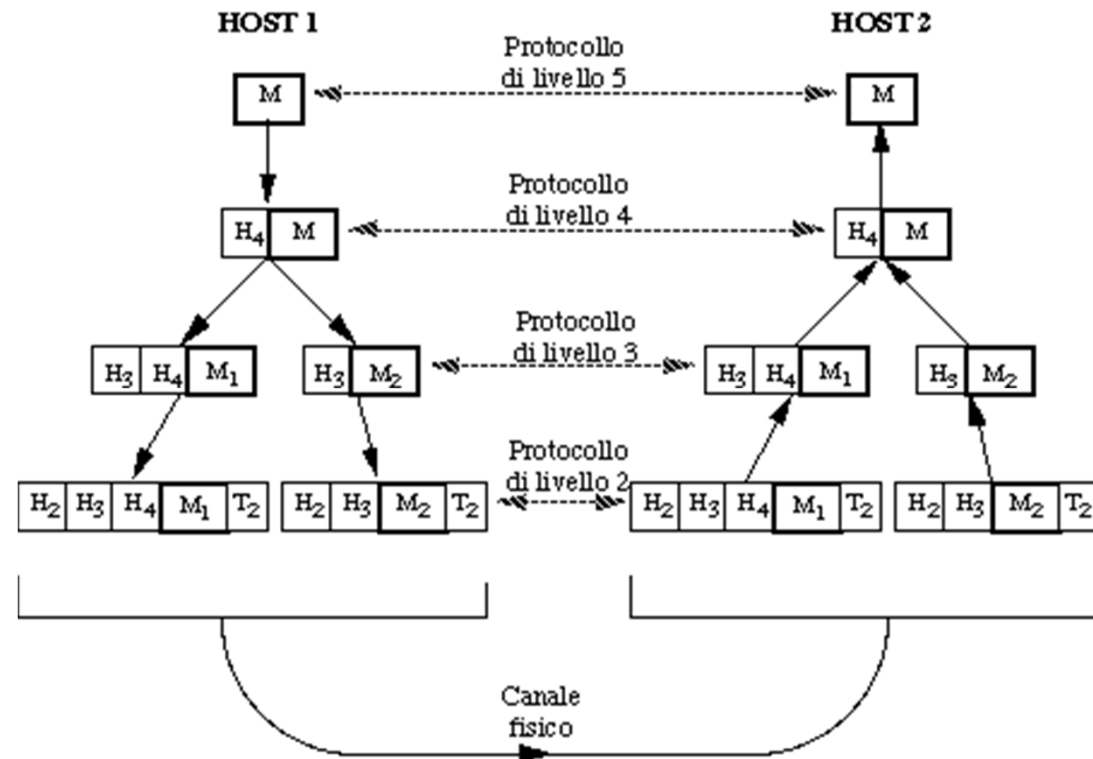 HOST 1
HOST 2
Protocollo
di livello 5
M
M
Protocollo
di livello 4
H4 M
H4 M
Protocollo
di livello 3
H3 H4 M1
H3 M2
H3 H4 M1
H3 M2
Protocollo
di livello 2
H2 H3 H4 M1 T2
H2 H3 M2 T2
H2 H3 H4 M1 T2
H2 H3 M2 T2
Canale
fisico